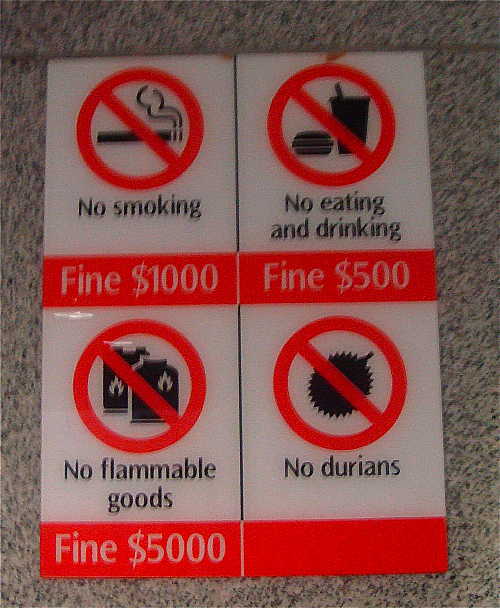 No smoking
Fine $1000
No eating
and drinking
Fine $500
No flammable
goods
Fine $5000
No durians